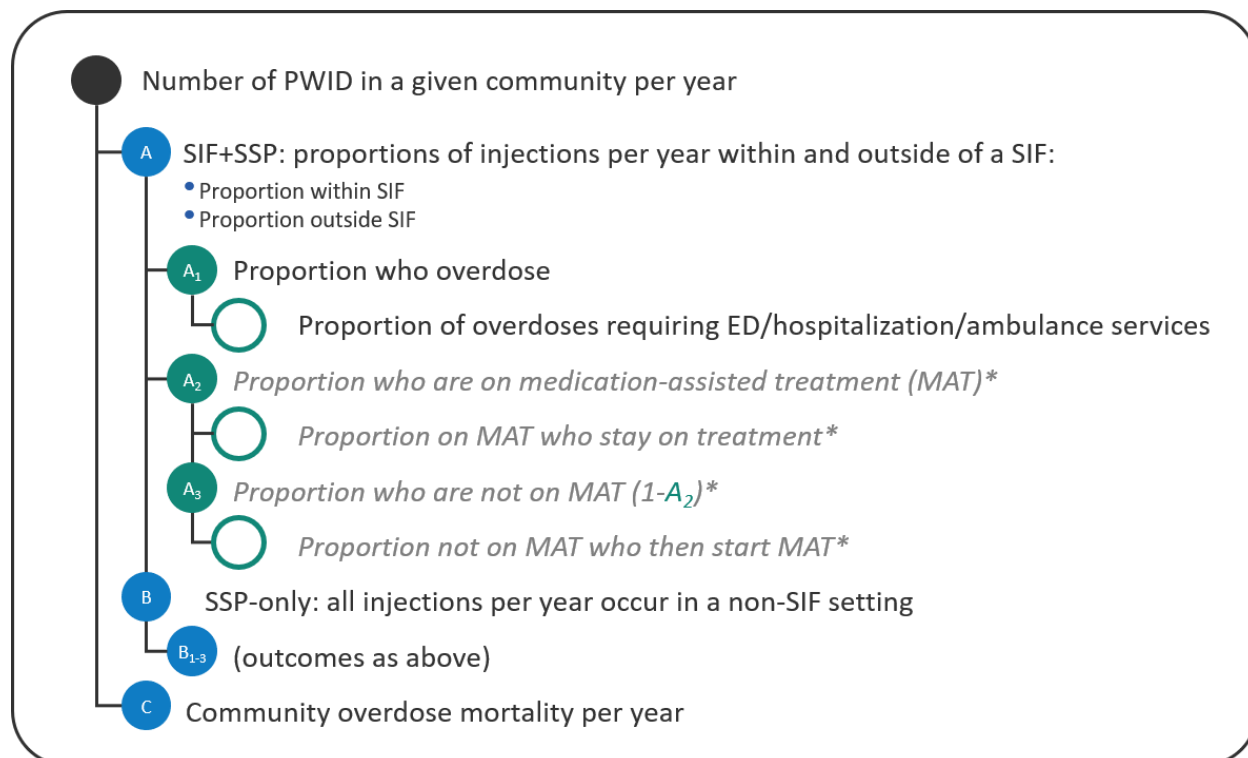 Number of PWID in a given community per year
A SIF+SSP: proportions of injections per year within and outside of a SIF:
• Proportion within SIF
• Proportion outside SIF
A₁ Proportion who overdose
Proportion of overdoses requiring ED/hospitalization/ambulance services
A₂ Proportion who are on medication-assisted treatment (MAT)*
Proportion on MAT who stay on treatment*
A₃ Proportion who are not on MAT (1-A₂)*
Proportion not on MAT who then start MAT*
B SSP-only: all injections per year occur in a non-SIF setting
B₁₋₃ (outcomes as above)
C Community overdose mortality per year